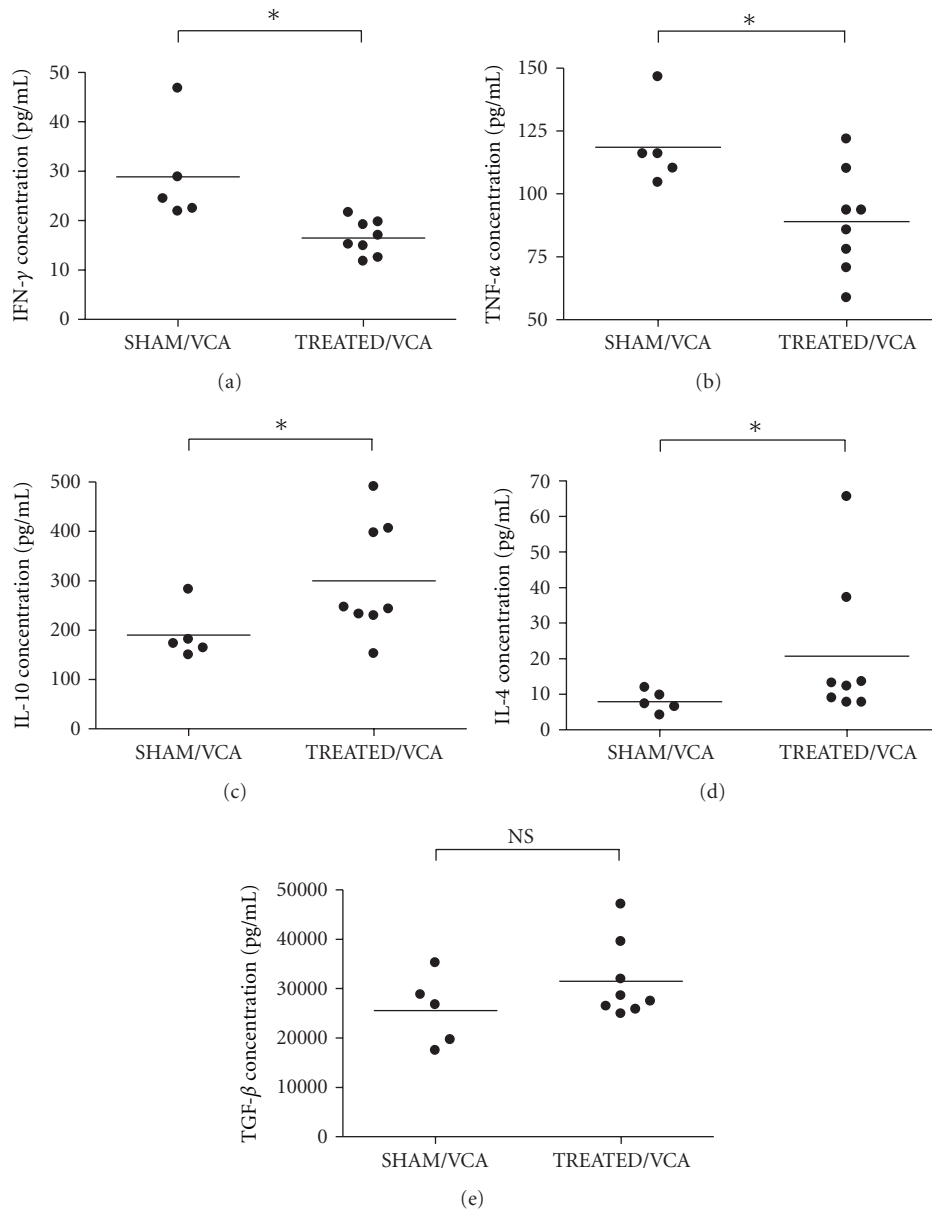 *
IFN-γ concentration (pg/mL)
50
40
30
20
10
0
SHAM/VCA TREATED/VCA
(a)
*
TNF-α concentration (pg/mL)
150
125
100
75
50
SHAM/VCA TREATED/VCA
(b)
*
IL-10 concentration (pg/mL)
500
400
300
200
100
0
SHAM/VCA TREATED/VCA
(c)
*
IL-4 concentration (pg/mL)
70
60
50
40
30
20
10
0
SHAM/VCA TREATED/VCA
(d)
NS
TGF-β concentration (pg/mL)
50000
40000
30000
20000
10000
0
SHAM/VCA TREATED/VCA
(e)